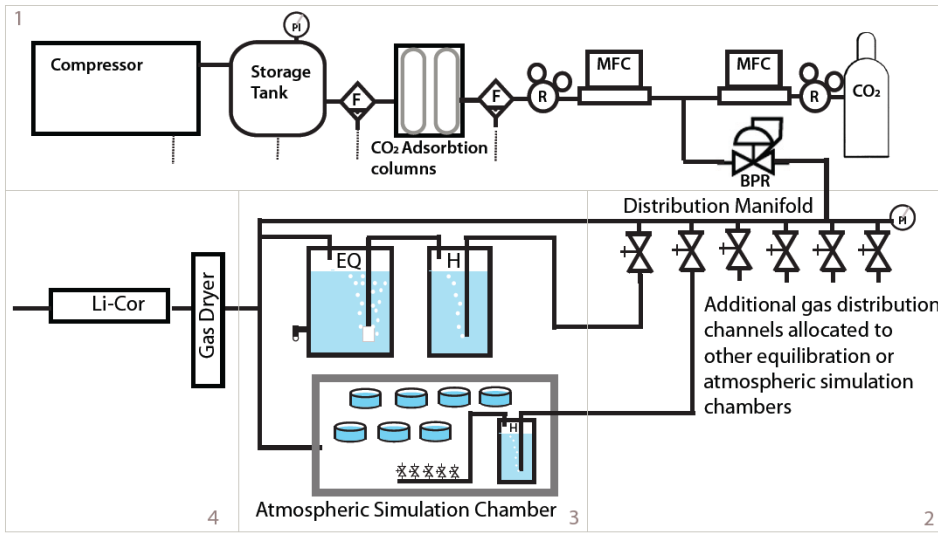 1
PI
Compressor
Storage
Tank
F
F
R
MFC
MFC
R
CO₂
CO₂ Adsorbtion
columns
BPR
Distribution Manifold
PI
EQ
H
Li-Cor
Gas Dryer
Additional gas distribution
channels allocated to
other equilibration or
atmospheric simulation
chambers
H
Atmospheric Simulation Chamber
4
3
2